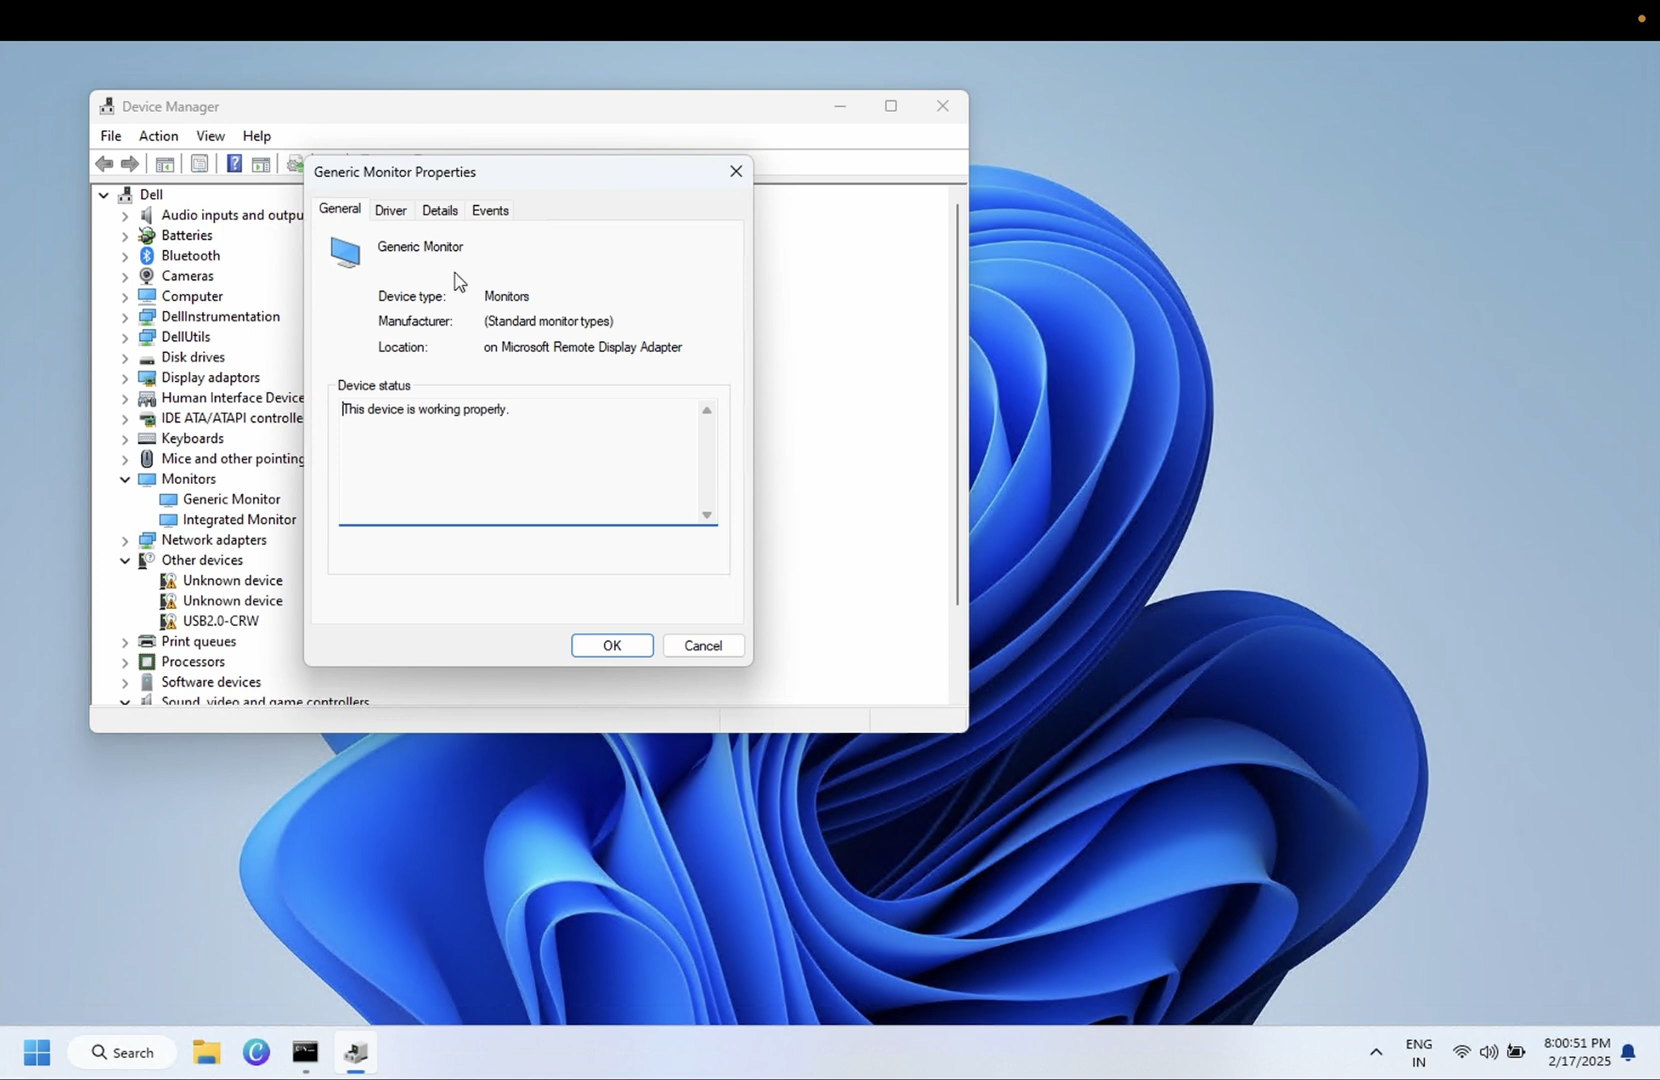 Device Manager
File Action View Help
Generic Monitor Properties
General Driver Details Events
Generic Monitor
Device type: Monitors
Manufacturer: (Standard monitor types)
Location: on Microsoft Remote Display Adapter
Device status
This device is working properly.
OK Cancel
Dell
Audio inputs and outpu
Batteries
Bluetooth
Cameras
Computer
DellInstrumentation
DellUtils
Disk drives
Display adaptors
Human Interface Device
IDE ATA/ATAPI controlle
Keyboards
Mice and other pointing
Monitors
Generic Monitor
Integrated Monitor
Network adapters
Other devices
Unknown device
Unknown device
USB2.0-CRW
Print queues
Processors
Software devices
Sound, video and game controllers
Search
ENG
IN
8:00:51 PM
2/17/2025